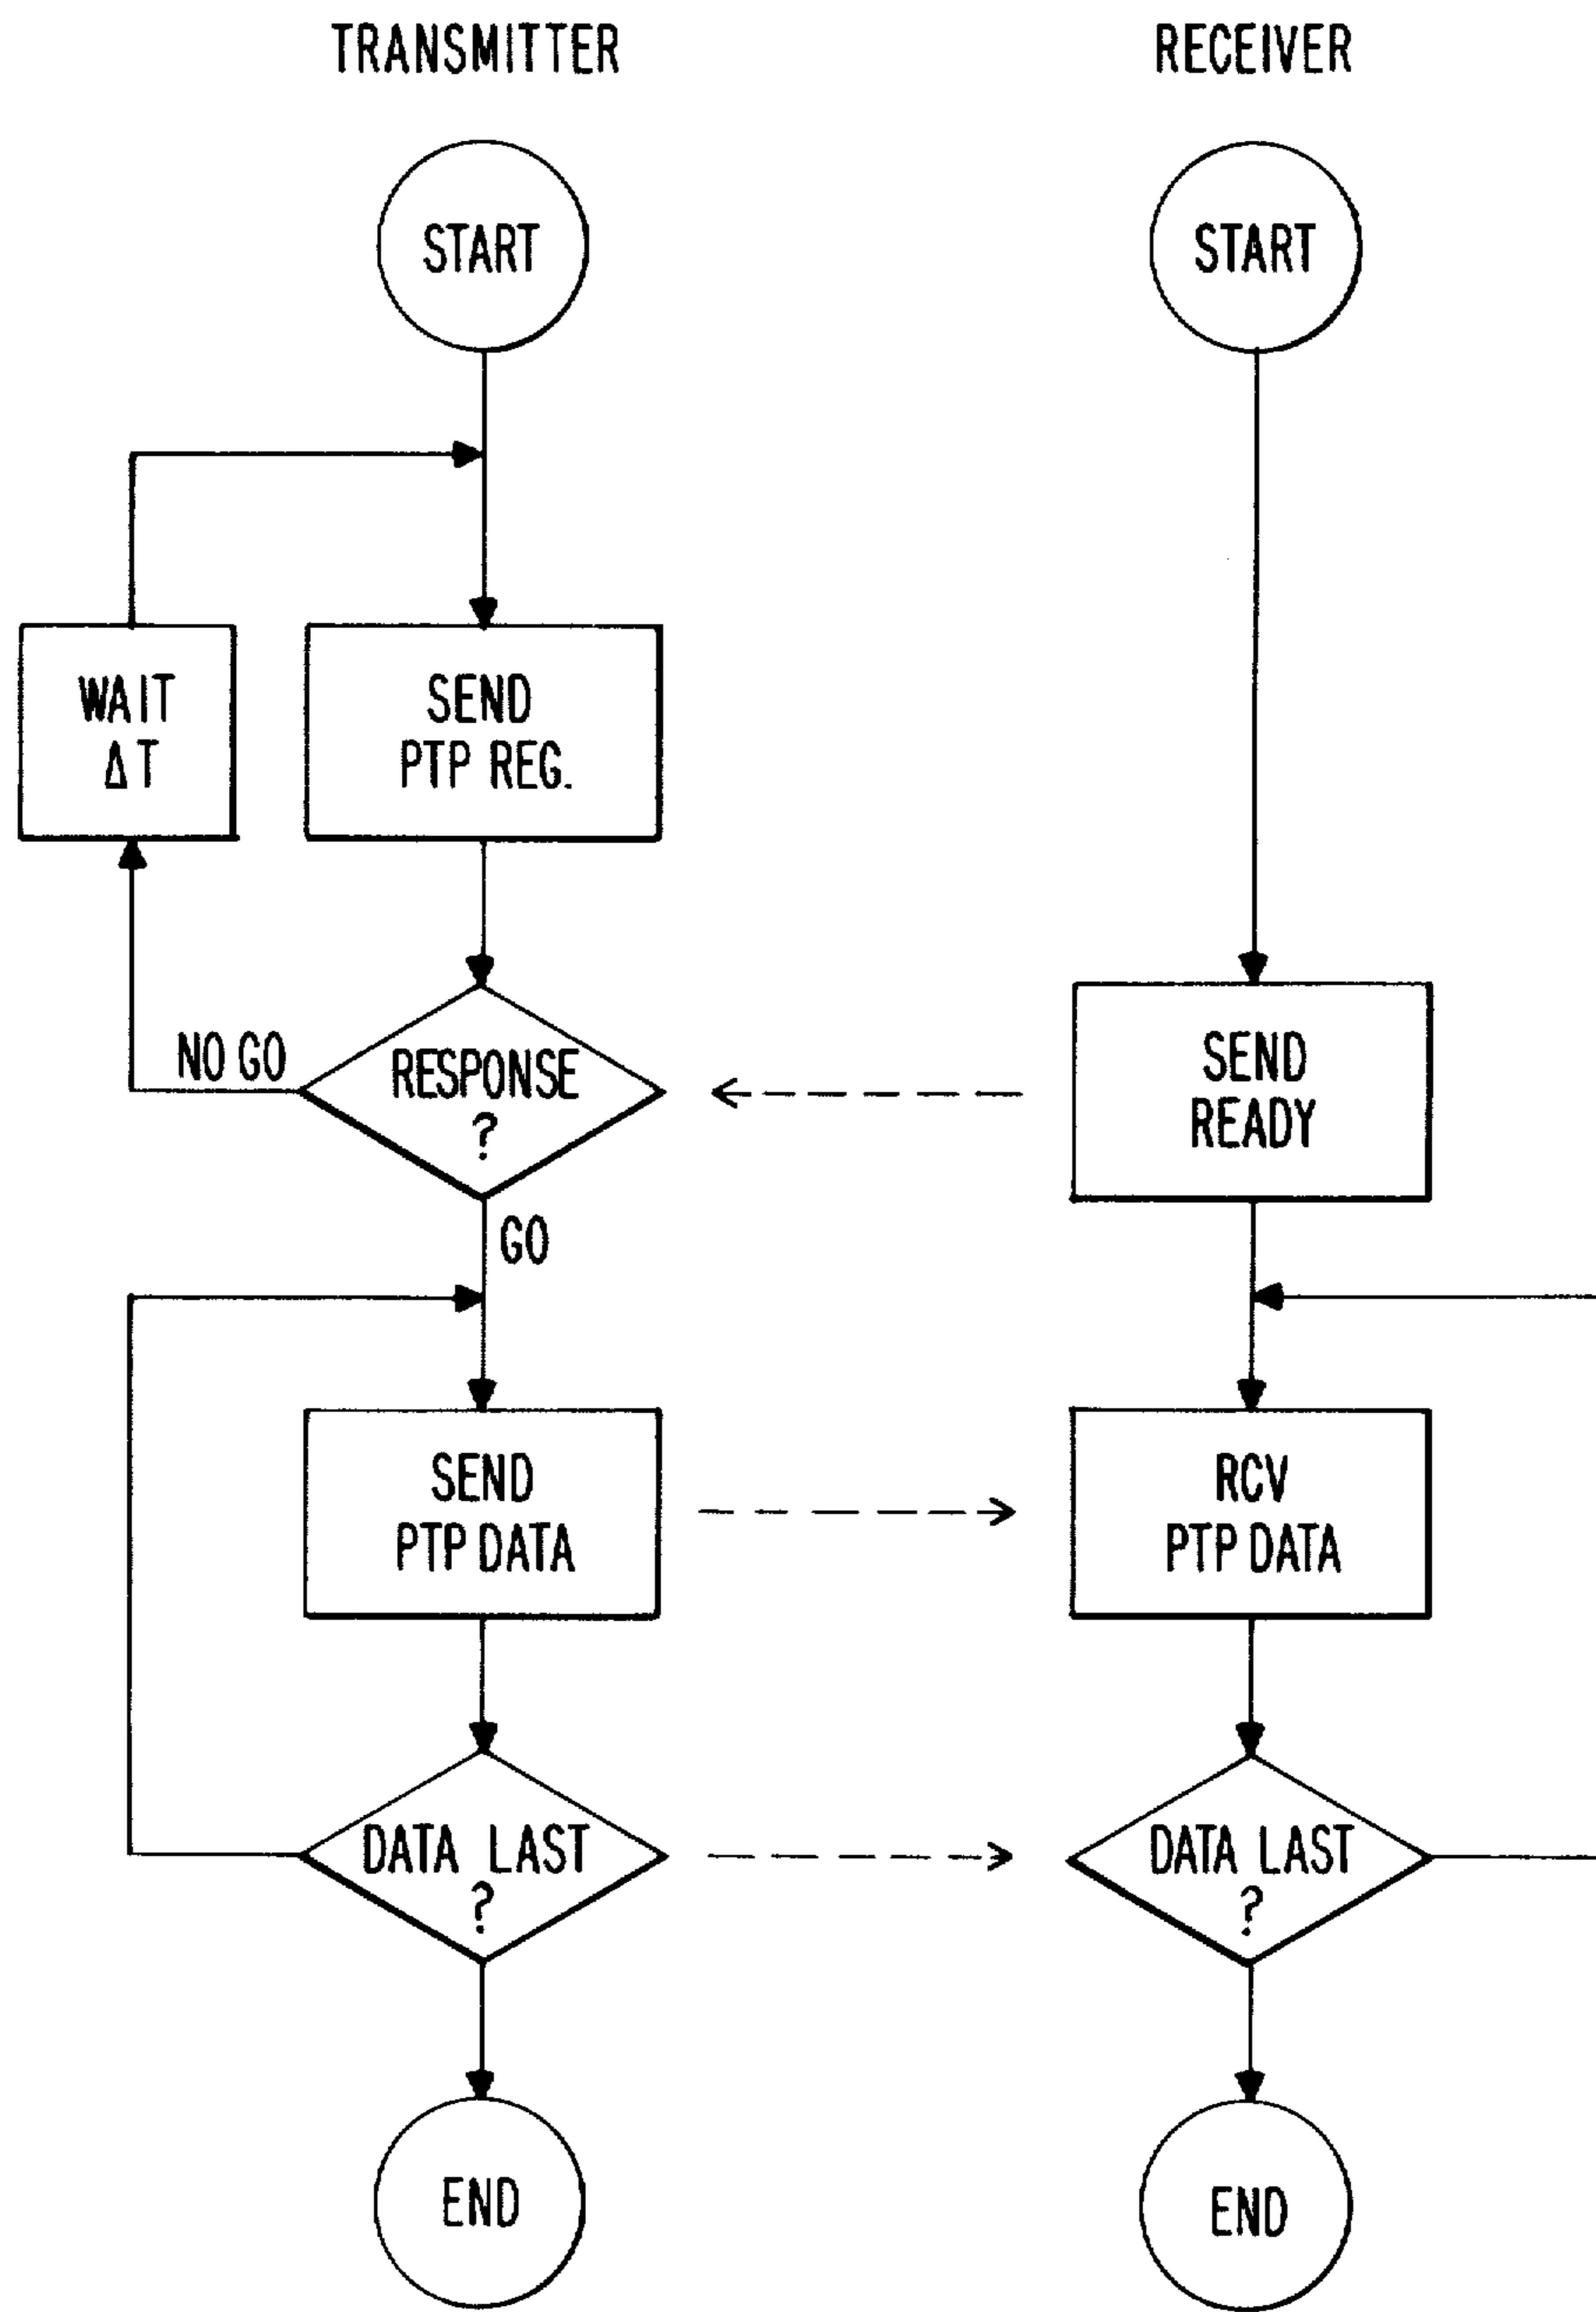 TRANSMITTER
RECEIVER
START
START
WAIT
ΔT
SEND
PTP REG.
NO GO
RESPONSE
?
SEND
READY
GO
SEND
PTP DATA
RCV
PTP DATA
DATA LAST
?
DATA LAST
?
END
END